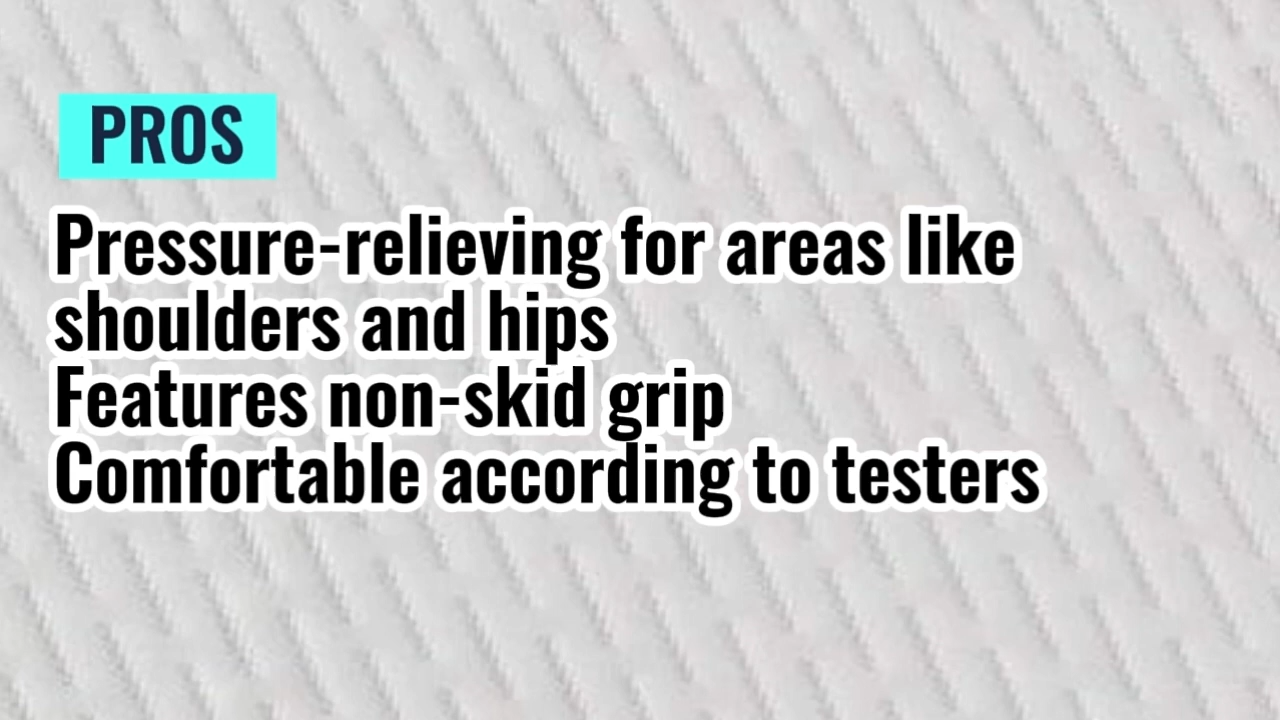 PROS
Pressure-relieving for areas like
shoulders and hips
Features non-skid grip
Comfortable according to testers